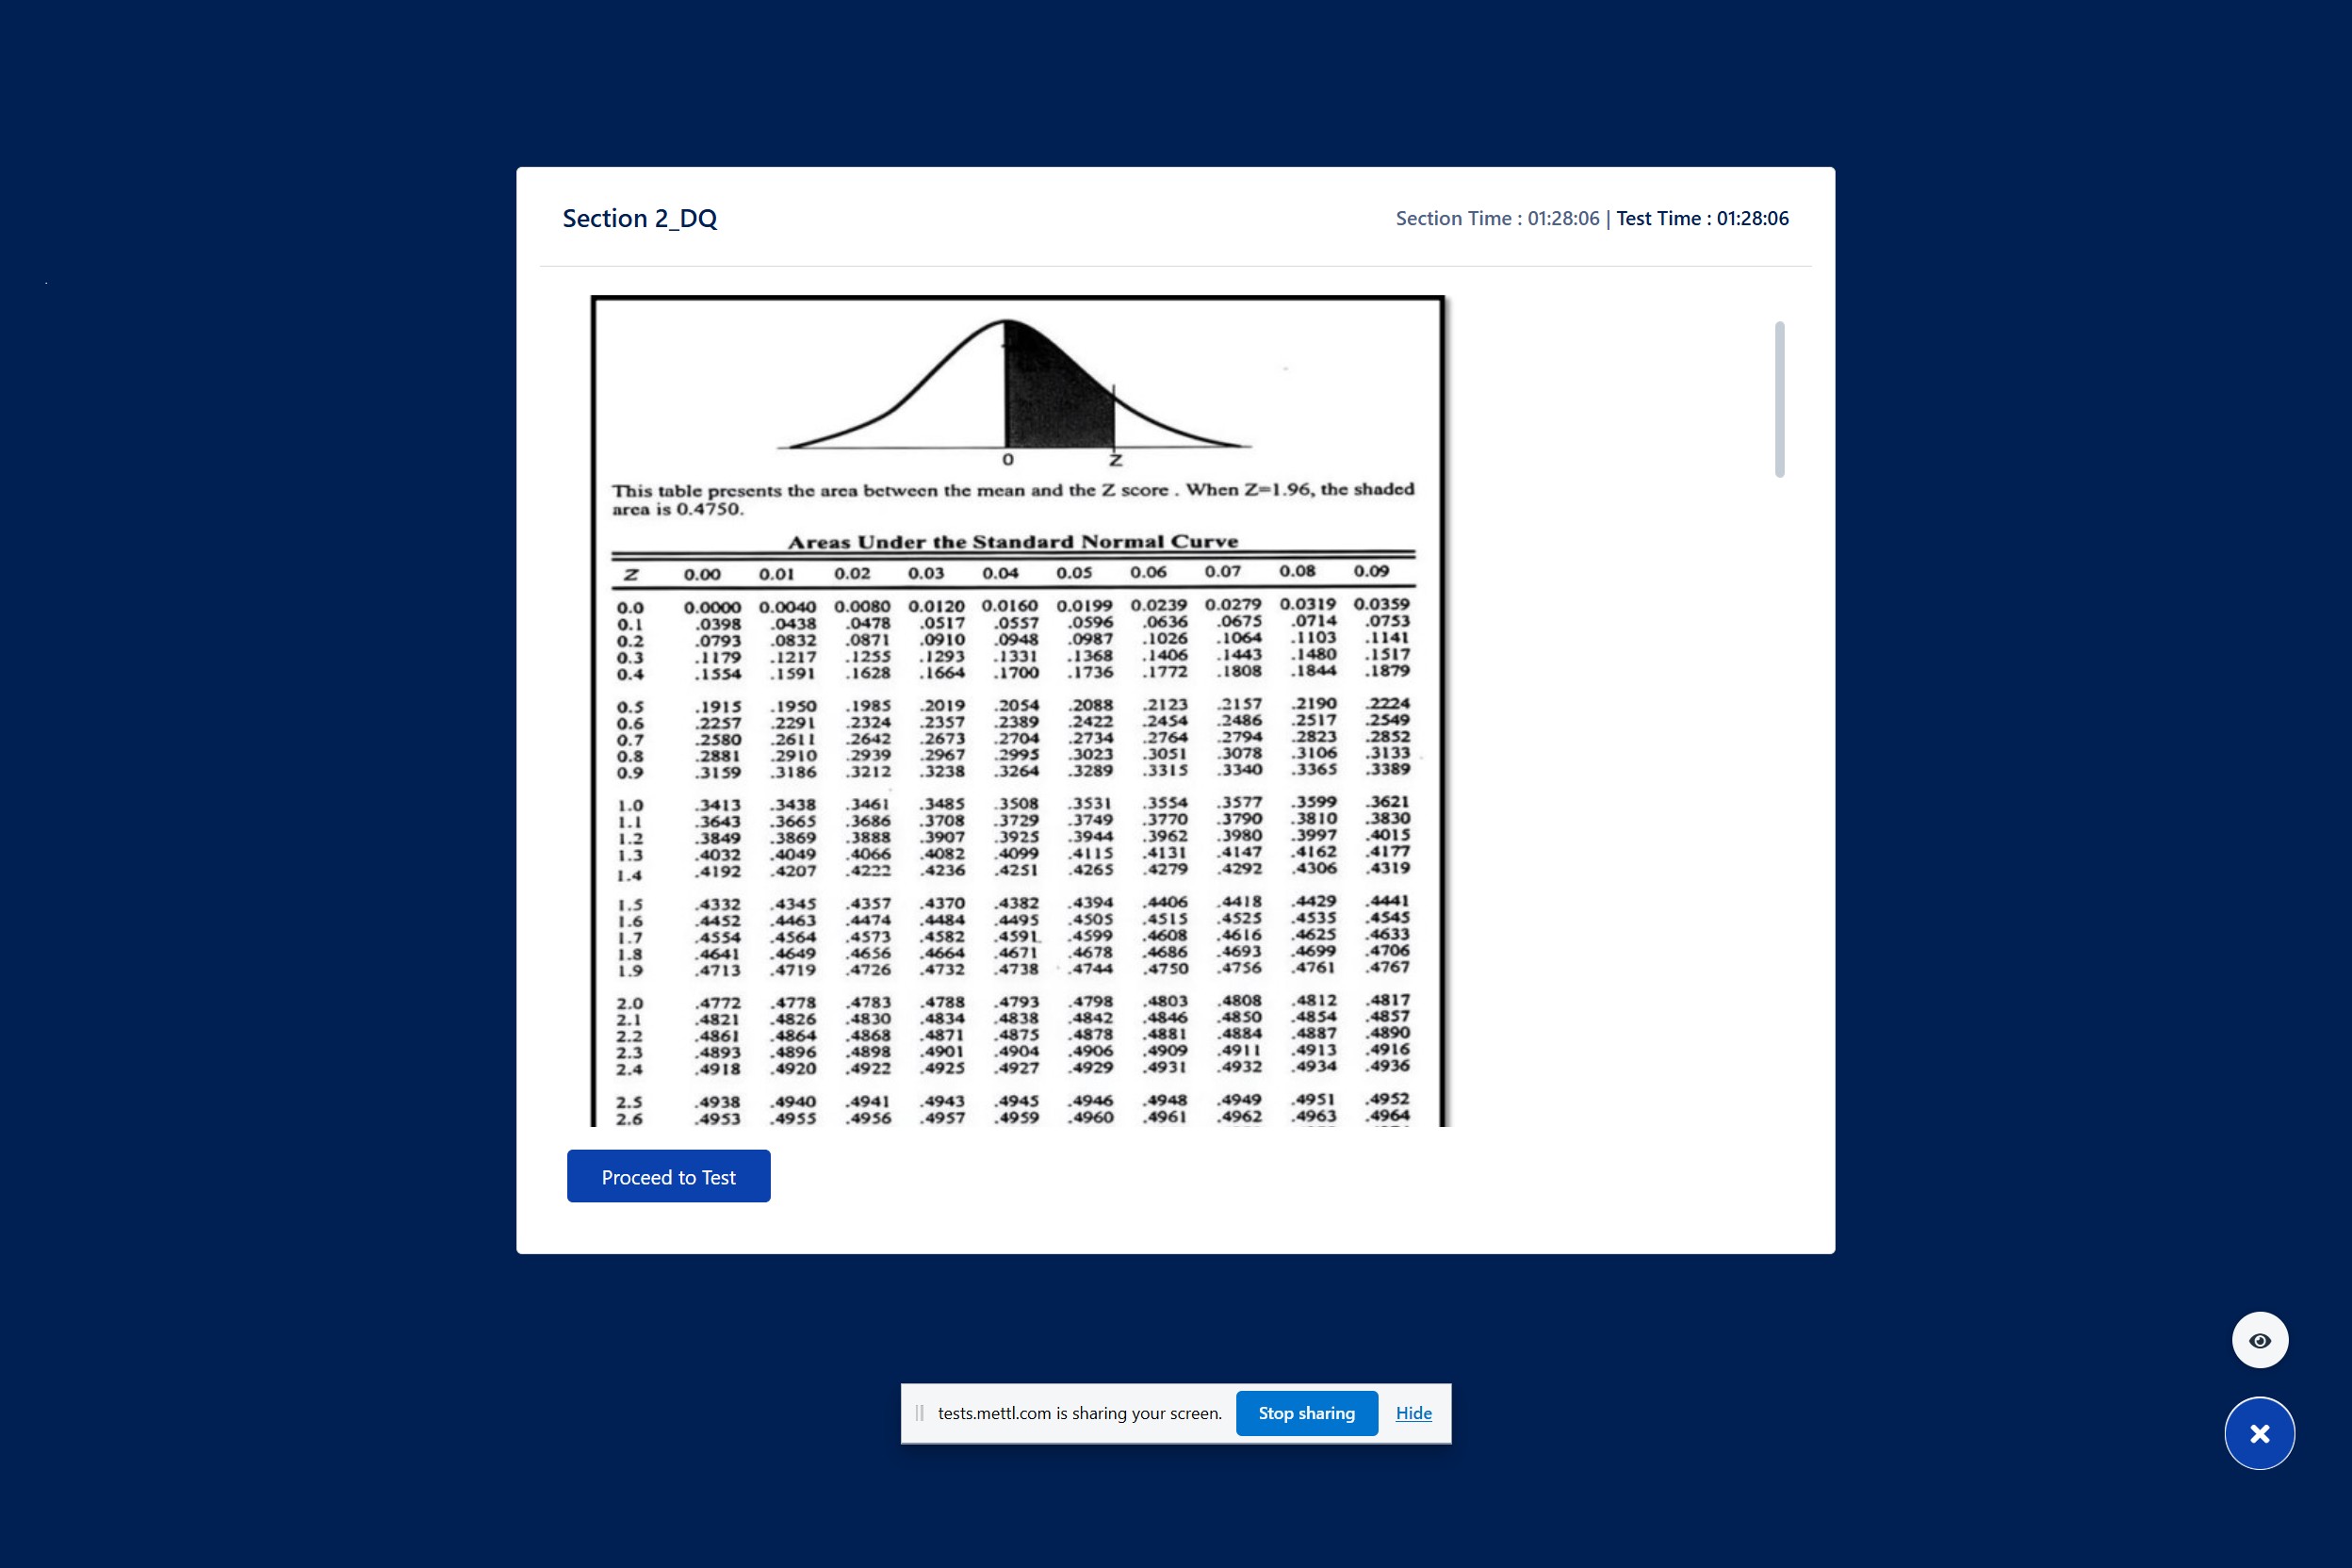 Section 2_DQ
Section Time : 01:28:06 | Test Time : 01:28:06
0 Z
This table presents the area between the mean and the Z score . When Z=1.96, the shaded
area is 0.4750.
Areas Under the Standard Normal Curve
Z 0.00 0.01 0.02 0.03 0.04 0.05 0.06 0.07 0.08 0.09
0.0 0.0000 0.0040 0.0080 0.0120 0.0160 0.0199 0.0239 0.0279 0.0319 0.0359
0.1 .0398 .0438 .0478 .0517 .0557 .0596 .0636 .0675 .0714 .0753
0.2 .0793 .0832 .0871 .0910 .0948 .0987 .1026 .1064 .1103 .1141
0.3 .1179 .1217 .1255 .1293 .1331 .1368 .1406 .1443 .1480 .1517
0.4 .1554 .1591 .1628 .1664 .1700 .1736 .1772 .1808 .1844 .1879
0.5 .1915 .1950 .1985 .2019 .2054 .2088 .2123 .2157 .2190 .2224
0.6 .2257 .2291 .2324 .2357 .2389 .2422 .2454 .2486 .2517 .2549
0.7 .2580 .2611 .2642 .2673 .2704 .2734 .2764 .2794 .2823 .2852
0.8 .2881 .2910 .2939 .2967 .2995 .3023 .3051 .3078 .3106 .3133
0.9 .3159 .3186 .3212 .3238 .3264 .3289 .3315 .3340 .3365 .3389
1.0 .3413 .3438 .3461 .3485 .3508 .3531 .3554 .3577 .3599 .3621
1.1 .3643 .3665 .3686 .3708 .3729 .3749 .3770 .3790 .3810 .3830
1.2 .3849 .3869 .3888 .3907 .3925 .3944 .3962 .3980 .3997 .4015
1.3 .4032 .4049 .4066 .4082 .4099 .4115 .4131 .4147 .4162 .4177
1.4 .4192 .4207 .4222 .4236 .4251 .4265 .4279 .4292 .4306 .4319
1.5 .4332 .4345 .4357 .4370 .4382 .4394 .4406 .4418 .4429 .4441
1.6 .4452 .4463 .4474 .4484 .4495 .4505 .4515 .4525 .4535 .4545
1.7 .4554 .4564 .4573 .4582 .4591 .4599 .4608 .4616 .4625 .4633
1.8 .4641 .4649 .4656 .4664 .4671 .4678 .4686 .4693 .4699 .4706
1.9 .4713 .4719 .4726 .4732 .4738 .4744 .4750 .4756 .4761 .4767
2.0 .4772 .4778 .4783 .4788 .4793 .4798 .4803 .4808 .4812 .4817
2.1 .4821 .4826 .4830 .4834 .4838 .4842 .4846 .4850 .4854 .4857
2.2 .4861 .4864 .4868 .4871 .4875 .4878 .4881 .4884 .4887 .4890
2.3 .4893 .4896 .4898 .4901 .4904 .4906 .4909 .4911 .4913 .4916
2.4 .4918 .4920 .4922 .4925 .4927 .4929 .4931 .4932 .4934 .4936
2.5 .4938 .4940 .4941 .4943 .4945 .4946 .4948 .4949 .4951 .4952
2.6 .4953 .4955 .4956 .4957 .4959 .4960 .4961 .4962 .4963 .4964
Proceed to Test
tests.mettl.com is sharing your screen. Stop sharing Hide